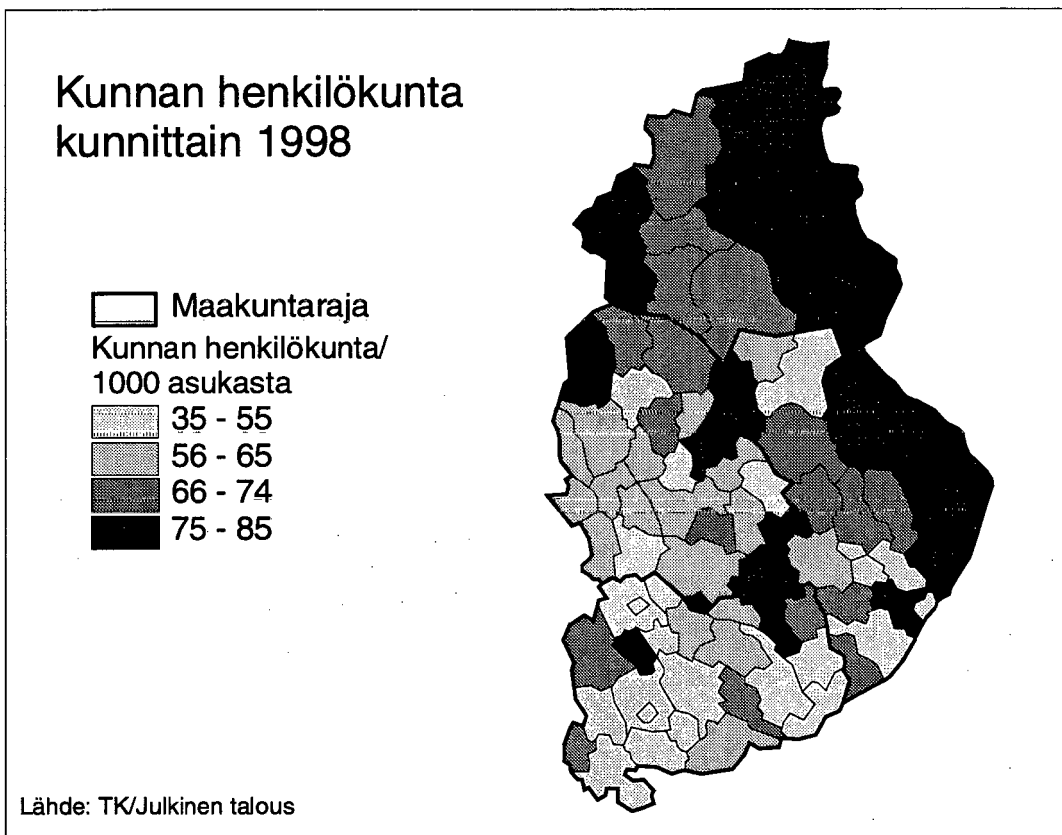 Kunnan henkilökunta
kunnittain 1998
Maakuntaraja
Kunnan henkilökunta/
1000 asukasta
35 - 55
56 - 65
66 - 74
75 - 85
Lähde: TK/Julkinen talous